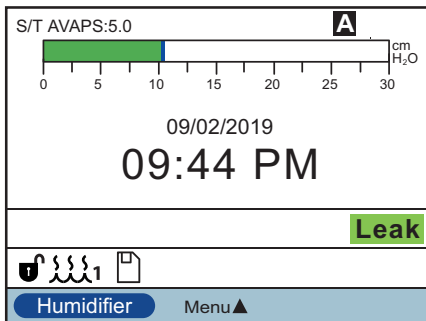 S/T AVAPS:5.0 A
cm
H₂O
0 5 10 15 20 25 30
09/02/2019
09:44 PM
Leak
1
Humidifier Menu▲